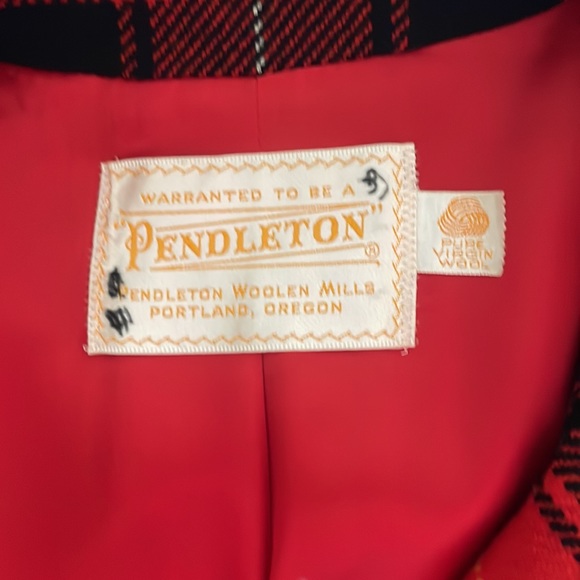 WARRANTED TO BE A
"PENDLETON"®
PENDLETON WOOLEN MILLS
PORTLAND, OREGON
PURE
VIRGIN
WOOL